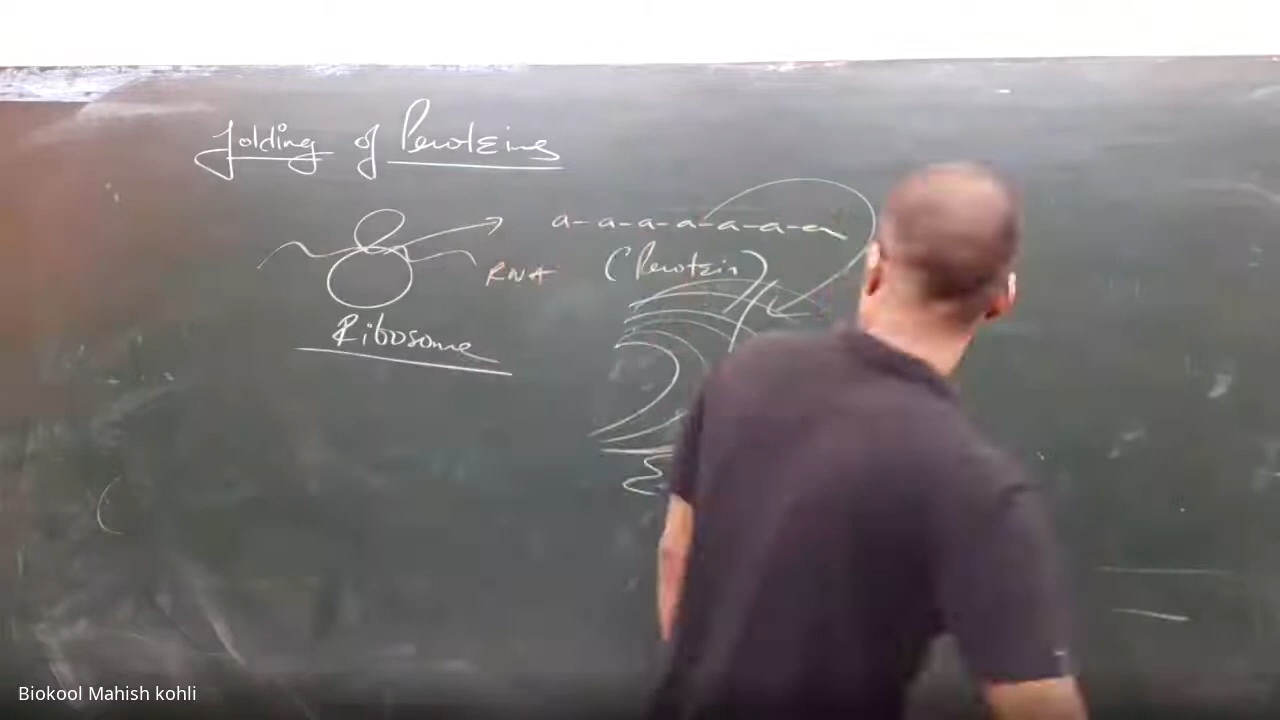 Folding of Proteins
a-a-a-a-a-a-a
RNA (Protein)
Ribosome
Biokool Mahish kohli